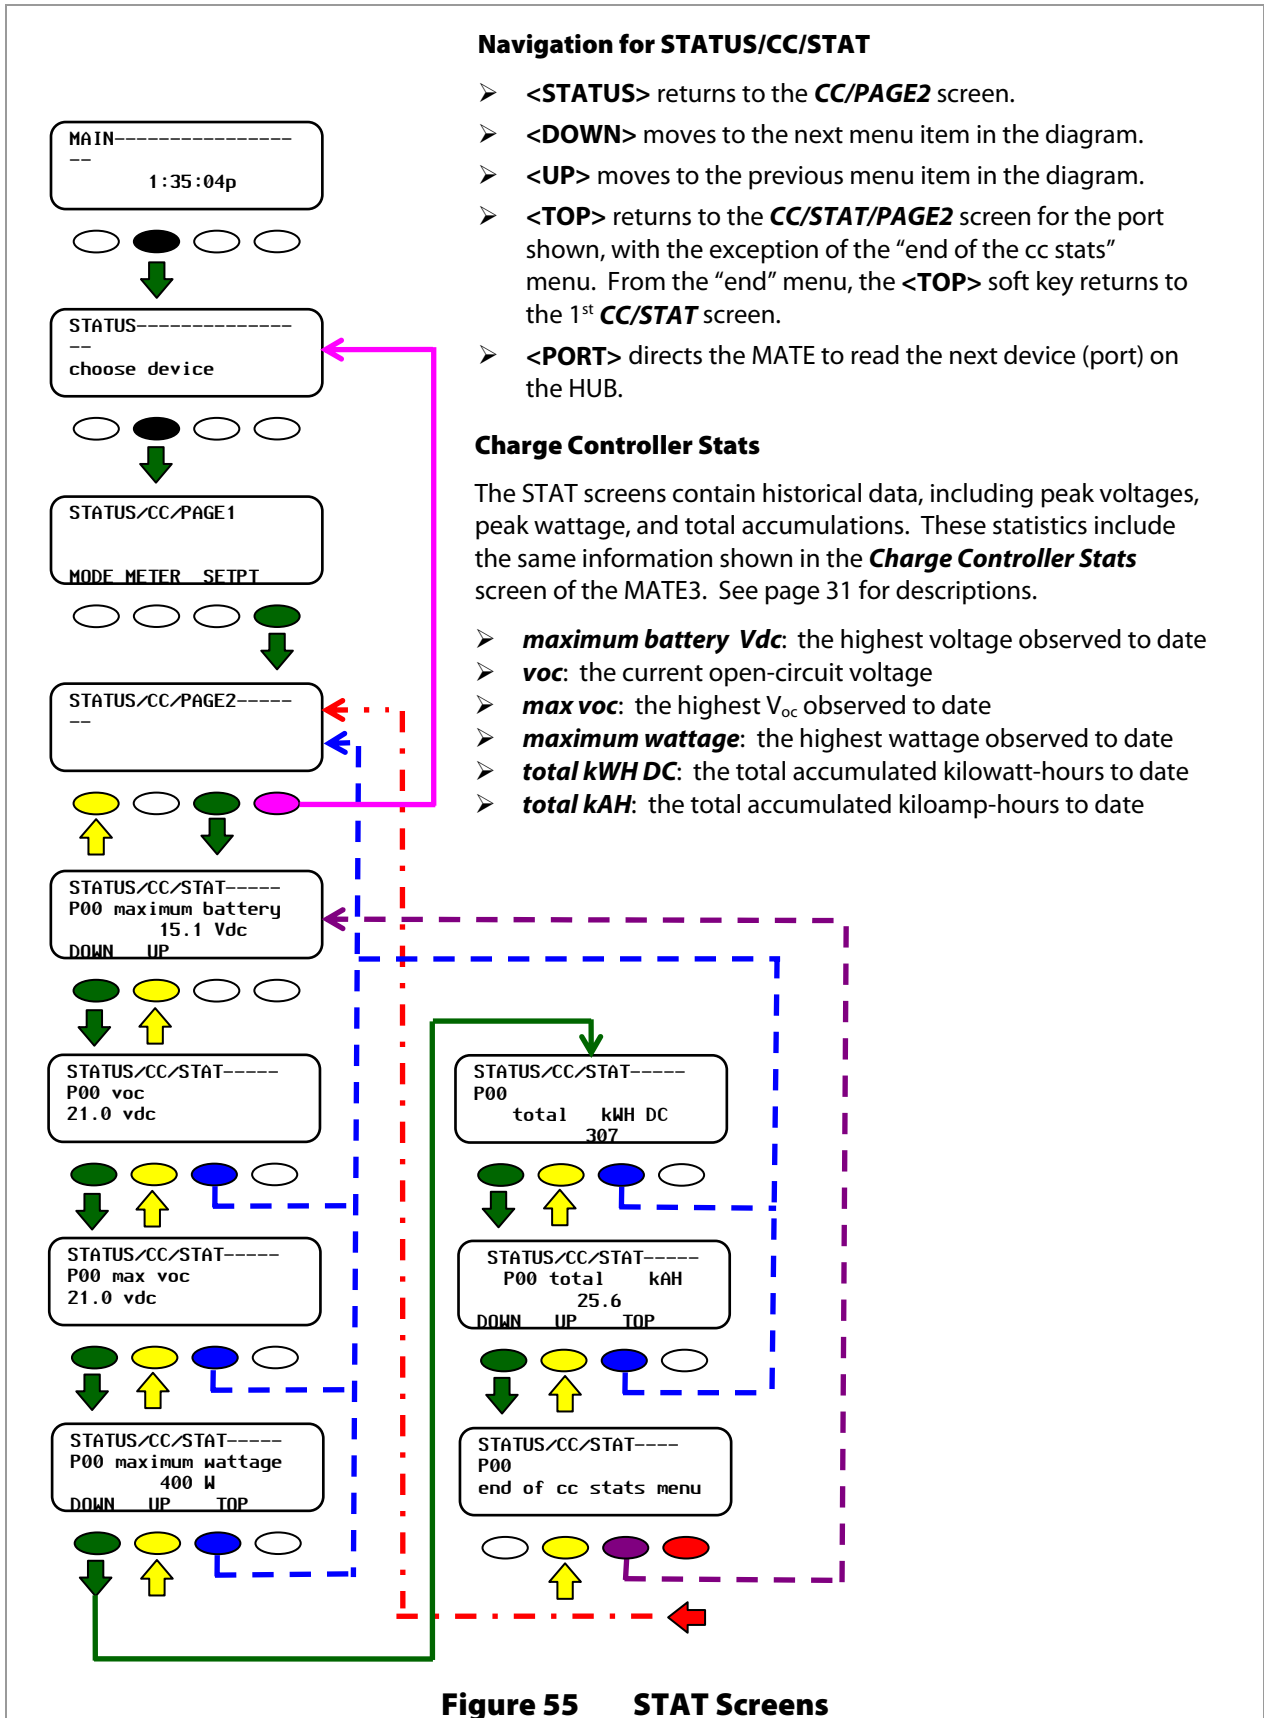 Navigation for STATUS/CC/STAT
➢ <STATUS> returns to the CC/PAGE2 screen.
➢ <DOWN> moves to the next menu item in the diagram.
➢ <UP> moves to the previous menu item in the diagram.
➢ <TOP> returns to the CC/STAT/PAGE2 screen for the port
shown, with the exception of the “end of the cc stats”
menu. From the “end” menu, the <TOP> soft key returns to
the 1st CC/STAT screen.
➢ <PORT> directs the MATE to read the next device (port) on
the HUB.
Charge Controller Stats
The STAT screens contain historical data, including peak voltages,
peak wattage, and total accumulations. These statistics include
the same information shown in the Charge Controller Stats
screen of the MATE3. See page 31 for descriptions.
➢ maximum battery Vdc: the highest voltage observed to date
➢ voc: the current open-circuit voltage
➢ max voc: the highest Voc observed to date
➢ maximum wattage: the highest wattage observed to date
➢ total kWH DC: the total accumulated kilowatt-hours to date
➢ total kAH: the total accumulated kiloamp-hours to date
MAIN----------------
--
1:35:04p
STATUS--------------
--
choose device
STATUS/CC/PAGE1
MODE METER SETPT
STATUS/CC/PAGE2-----
--
STATUS/CC/STAT-----
P00 maximum battery
15.1 Vdc
DOWN UP
STATUS/CC/STAT-----
P00 voc
21.0 vdc
STATUS/CC/STAT-----
P00 max voc
21.0 vdc
STATUS/CC/STAT-----
P00 maximum wattage
400 W
DOWN UP TOP
STATUS/CC/STAT-----
P00
total kWH DC
307
STATUS/CC/STAT-----
P00 total kAH
25.6
DOWN UP TOP
STATUS/CC/STAT----
P00
end of cc stats menu
Figure 55 STAT Screens